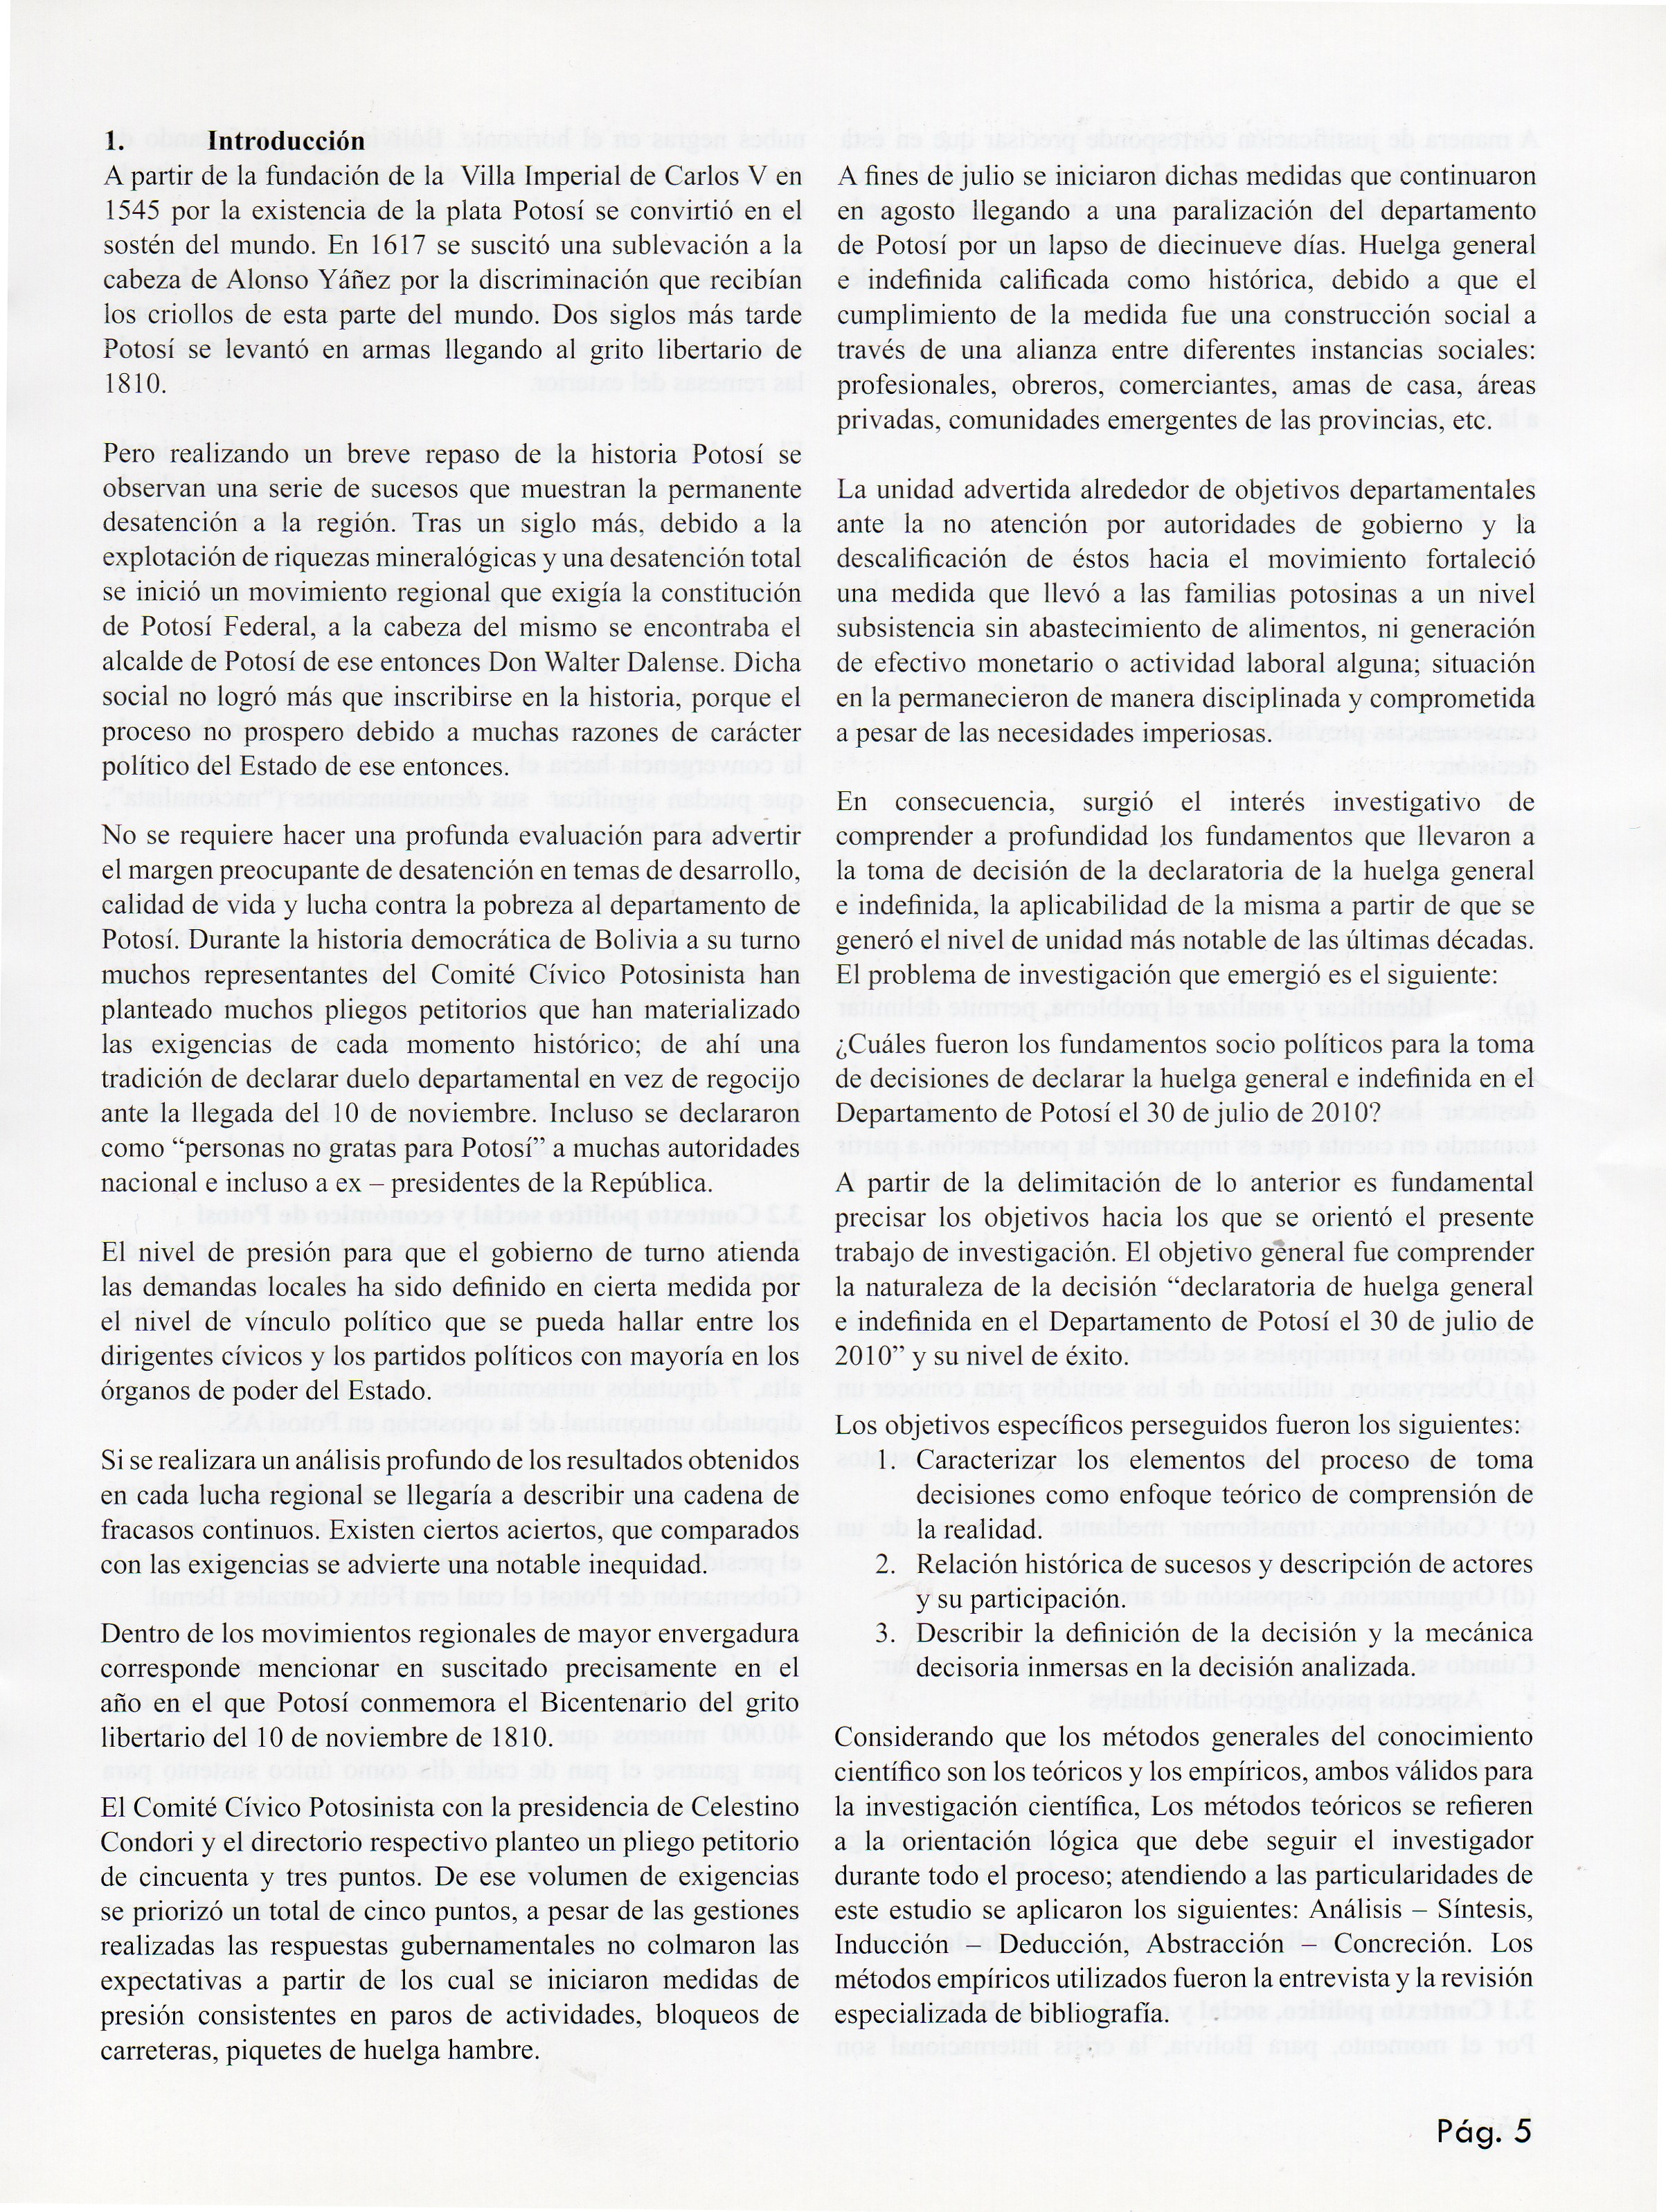 1. Introducción
A partir de la fundación de la Villa Imperial de Carlos V en
1545 por la existencia de la plata Potosí se convirtió en el
sostén del mundo. En 1617 se suscitó una sublevación a la
cabeza de Alonso Yáñez por la discriminación que recibían
los criollos de esta parte del mundo. Dos siglos más tarde
Potosí se levantó en armas llegando al grito libertario de
1810.
Pero realizando un breve repaso de la historia Potosí se
observan una serie de sucesos que muestran la permanente
desatención a la región. Tras un siglo más, debido a la
explotación de riquezas mineralógicas y una desatención total
se inició un movimiento regional que exigía la constitución
de Potosí Federal, a la cabeza del mismo se encontraba el
alcalde de Potosí de ese entonces Don Walter Dalense. Dicha
social no logró más que inscribirse en la historia, porque el
proceso no prospero debido a muchas razones de carácter
político del Estado de ese entonces.
No se requiere hacer una profunda evaluación para advertir
el margen preocupante de desatención en temas de desarrollo,
calidad de vida y lucha contra la pobreza al departamento de
Potosí. Durante la historia democrática de Bolivia a su turno
muchos representantes del Comité Cívico Potosinista han
planteado muchos pliegos petitorios que han materializado
las exigencias de cada momento histórico; de ahí una
tradición de declarar duelo departamental en vez de regocijo
ante la llegada del 10 de noviembre. Incluso se declararon
como “personas no gratas para Potosí” a muchas autoridades
nacional e incluso a ex – presidentes de la República.
El nivel de presión para que el gobierno de turno atienda
las demandas locales ha sido definido en cierta medida por
el nivel de vínculo político que se pueda hallar entre los
dirigentes cívicos y los partidos políticos con mayoría en los
órganos de poder del Estado.
Si se realizara un análisis profundo de los resultados obtenidos
en cada lucha regional se llegaría a describir una cadena de
fracasos continuos. Existen ciertos aciertos, que comparados
con las exigencias se advierte una notable inequidad.
Dentro de los movimientos regionales de mayor envergadura
corresponde mencionar en suscitado precisamente en el
año en el que Potosí conmemora el Bicentenario del grito
libertario del 10 de noviembre de 1810.
El Comité Cívico Potosinista con la presidencia de Celestino
Condori y el directorio respectivo planteo un pliego petitorio
de cincuenta y tres puntos. De ese volumen de exigencias
se priorizó un total de cinco puntos, a pesar de las gestiones
realizadas las respuestas gubernamentales no colmaron las
expectativas a partir de los cual se iniciaron medidas de
presión consistentes en paros de actividades, bloqueos de
carreteras, piquetes de huelga hambre.
A fines de julio se iniciaron dichas medidas que continuaron
en agosto llegando a una paralización del departamento
de Potosí por un lapso de diecinueve días. Huelga general
e indefinida calificada como histórica, debido a que el
cumplimiento de la medida fue una construcción social a
través de una alianza entre diferentes instancias sociales:
profesionales, obreros, comerciantes, amas de casa, áreas
privadas, comunidades emergentes de las provincias, etc.
La unidad advertida alrededor de objetivos departamentales
ante la no atención por autoridades de gobierno y la
descalificación de éstos hacia el movimiento fortaleció
una medida que llevó a las familias potosinas a un nivel
subsistencia sin abastecimiento de alimentos, ni generación
de efectivo monetario o actividad laboral alguna; situación
en la permanecieron de manera disciplinada y comprometida
a pesar de las necesidades imperiosas.
En consecuencia, surgió el interés investigativo de
comprender a profundidad los fundamentos que llevaron a
la toma de decisión de la declaratoria de la huelga general
e indefinida, la aplicabilidad de la misma a partir de que se
generó el nivel de unidad más notable de las últimas décadas.
El problema de investigación que emergió es el siguiente:
¿Cuáles fueron los fundamentos socio políticos para la toma
de decisiones de declarar la huelga general e indefinida en el
Departamento de Potosí el 30 de julio de 2010?
A partir de la delimitación de lo anterior es fundamental
precisar los objetivos hacia los que se orientó el presente
trabajo de investigación. El objetivo general fue comprender
la naturaleza de la decisión “declaratoria de huelga general
e indefinida en el Departamento de Potosí el 30 de julio de
2010” y su nivel de éxito.
Los objetivos específicos perseguidos fueron los siguientes:
1. Caracterizar los elementos del proceso de toma
decisiones como enfoque teórico de comprensión de
la realidad.
2. Relación histórica de sucesos y descripción de actores
y su participación.
3. Describir la definición de la decisión y la mecánica
decisoria inmersas en la decisión analizada.
Considerando que los métodos generales del conocimiento
científico son los teóricos y los empíricos, ambos válidos para
la investigación científica, Los métodos teóricos se refieren
a la orientación lógica que debe seguir el investigador
durante todo el proceso; atendiendo a las particularidades de
este estudio se aplicaron los siguientes: Análisis – Síntesis,
Inducción – Deducción, Abstracción – Concreción. Los
métodos empíricos utilizados fueron la entrevista y la revisión
especializada de bibliografía.
Pág. 5